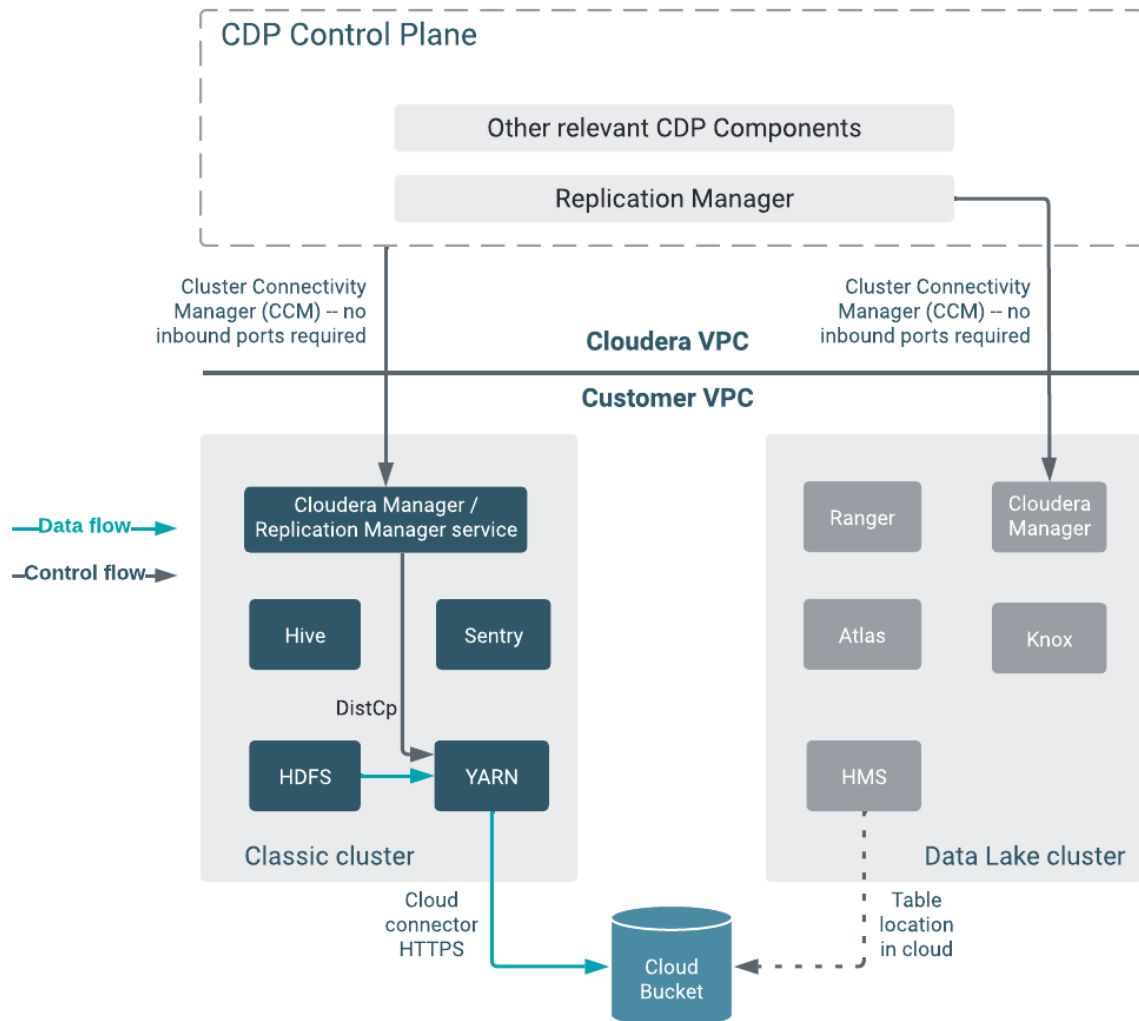 CDP Control Plane
Other relevant CDP Components
Replication Manager
Cluster Connectivity
Manager (CCM) -- no
inbound ports required
Cluster Connectivity
Manager (CCM) -- no
inbound ports required
Cloudera VPC
Customer VPC
Data flow
Control flow
Cloudera Manager /
Replication Manager service
Hive
Sentry
DistCp
HDFS
YARN
Classic cluster
Ranger
Cloudera
Manager
Atlas
Knox
HMS
Data Lake cluster
Cloud
connector
HTTPS
Cloud
Bucket
Table
location
in cloud